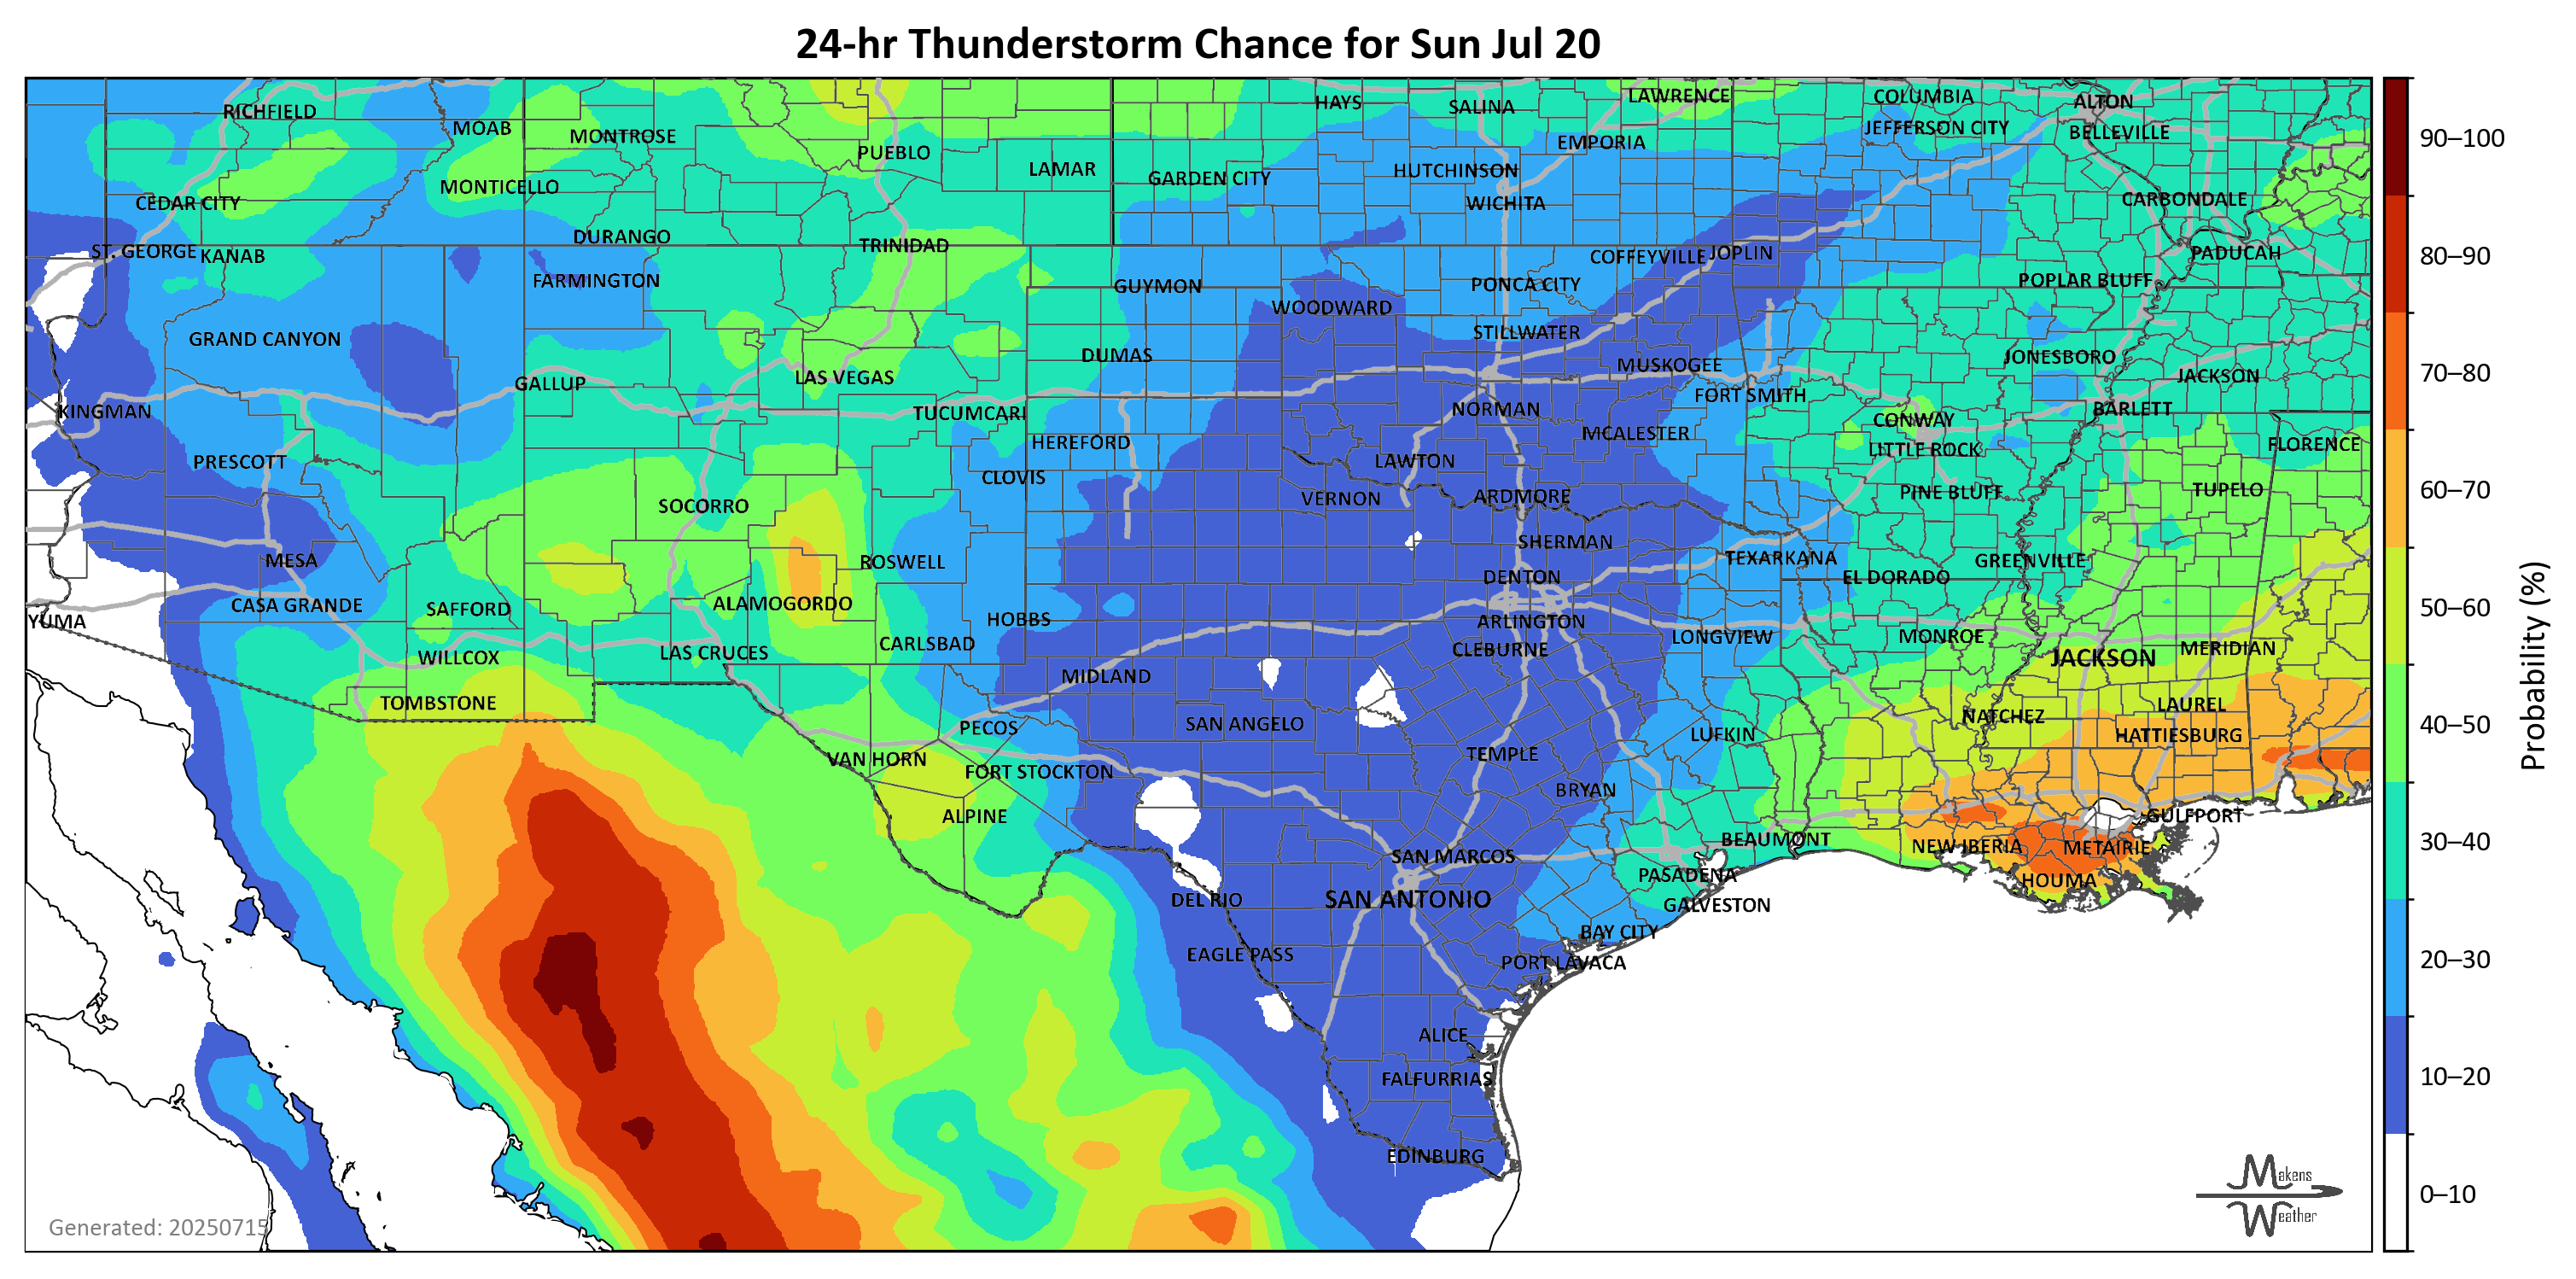 24-hr Thunderstorm Chance for Sun Jul 20
RICHFIELD
MOAB
MONTROSE
PUEBLO
LAMAR
HAYS
SALINA
LAWRENCE
COLUMBIA
ALTON
JEFFERSON CITY
BELLEVILLE
EMPORIA
HUTCHINSON
GARDEN CITY
MONTICELLO
CEDAR CITY
WICHITA
CARBONDALE
DURANGO
TRINIDAD
ST. GEORGE
KANAB
COFFEYVILLE
JOPLIN
PADUCAH
FARMINGTON
GUYMON
PONCA CITY
POPLAR BLUFF
WOODWARD
GRAND CANYON
STILLWATER
DUMAS
MUSKOGEE
JONESBORO
GALLUP
LAS VEGAS
JACKSON
FORT SMITH
KINGMAN
TUCUMCARI
NORMAN
BARLETT
CONWAY
HEREFORD
MCALESTER
LITTLE ROCK
FLORENCE
PRESCOTT
CLOVIS
LAWTON
SOCORRO
VERNON
ARDMORE
PINE BLUFF
TUPELO
MESA
ROSWELL
SHERMAN
TEXARKANA
GREENVILLE
CASA GRANDE
SAFFORD
ALAMOGORDO
DENTON
EL DORADO
YUMA
HOBBS
ARLINGTON
WILLCOX
LAS CRUCES
CARLSBAD
CLEBURNE
LONGVIEW
MONROE
JACKSON
MERIDIAN
TOMBSTONE
MIDLAND
PECOS
SAN ANGELO
NATCHEZ
LAUREL
LUFKIN
HATTIESBURG
VAN HORN
FORT STOCKTON
TEMPLE
BRYAN
ALPINE
GULFPORT
BEAUMONT
NEW IBERIA
METAIRIE
SAN MARCOS
PASADENA
HOUMA
DEL RIO
SAN ANTONIO
GALVESTON
BAY CITY
EAGLE PASS
PORT LAVACA
ALICE
FALFURRIAS
EDINBURG
Generated: 20250715
Makens
Weather
90–100
80–90
70–80
60–70
50–60
40–50
30–40
20–30
10–20
0–10
Probability (%)